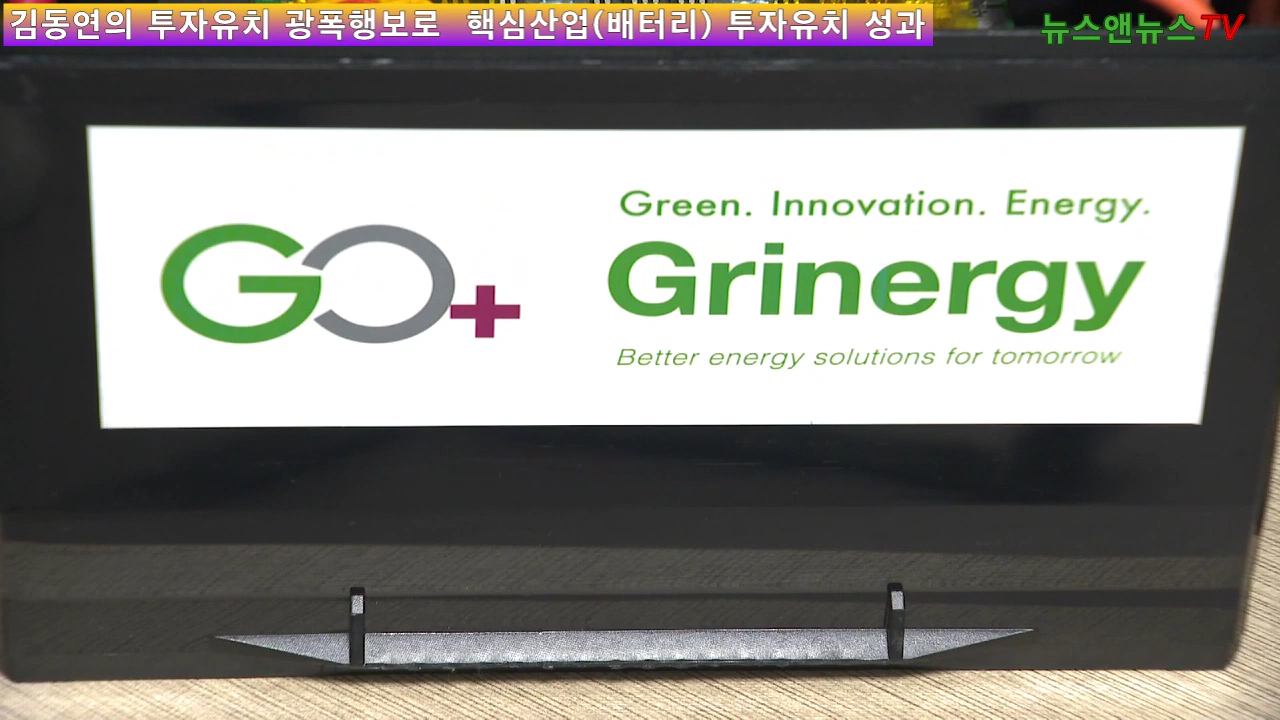 김동연의 투자유치 광폭행보로 핵심산업(배터리) 투자유치 성과
뉴스앤뉴스TV
GO+
Green. Innovation. Energy.
Grinergy
Better energy solutions for tomorrow